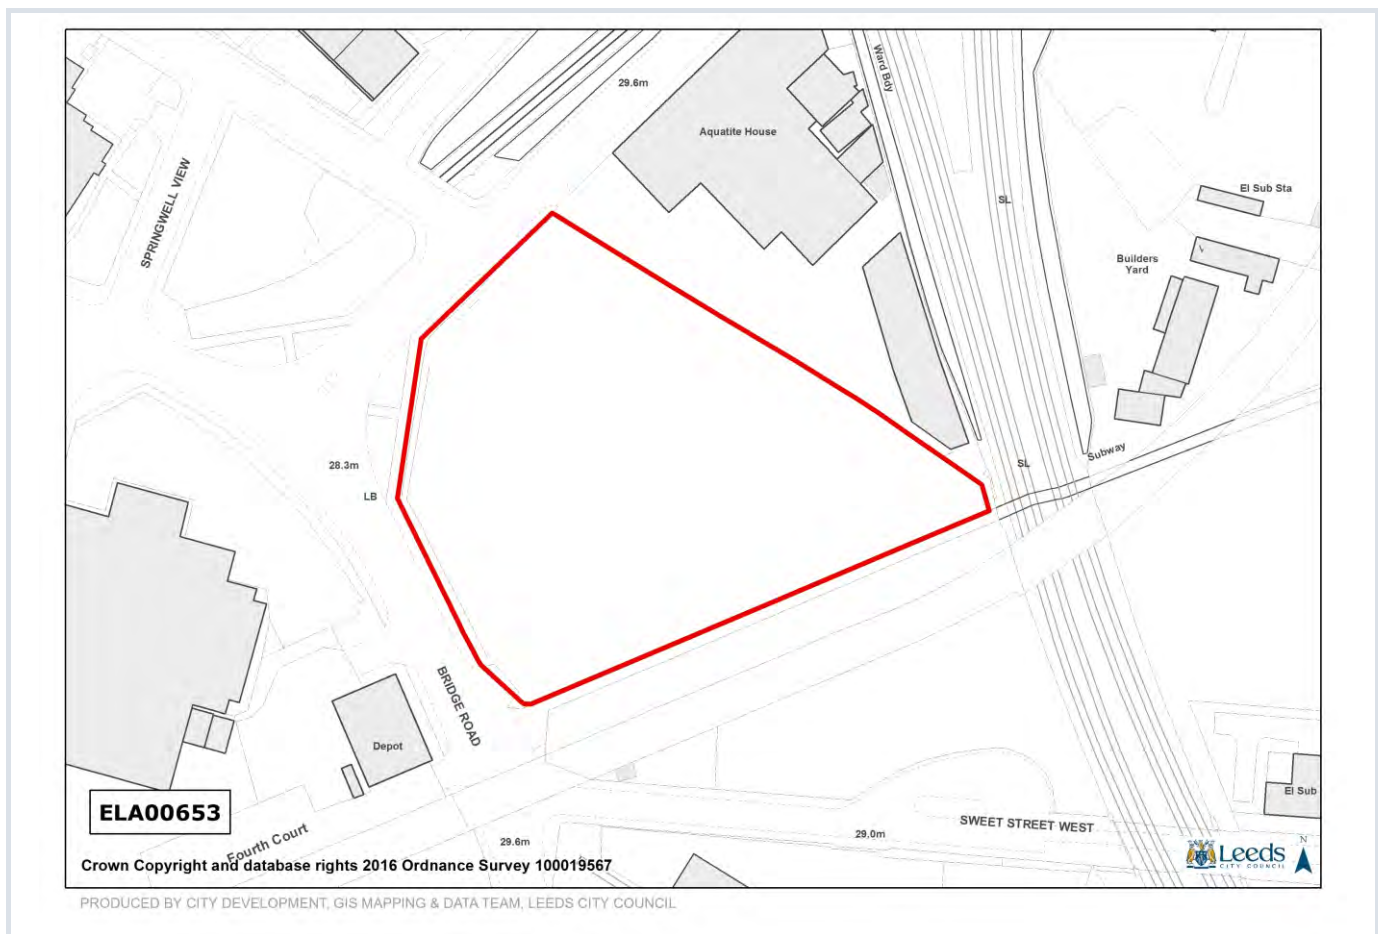 29.6m
Ward Bdy
Aquatite House
SPRINGWELL VIEW
SL
El Sub Sta
Builders
Yard
28.3m
LB
SL
Subway
BRIDGE ROAD
Depot
ELA00653
Fourth Court
29.6m
29.0m
SWEET STREET WEST
El Sub
Leeds
CITY COUNCIL
N
Crown Copyright and database rights 2016 Ordnance Survey 100019567
PRODUCED BY CITY DEVELOPMENT, GIS MAPPING & DATA TEAM, LEEDS CITY COUNCIL